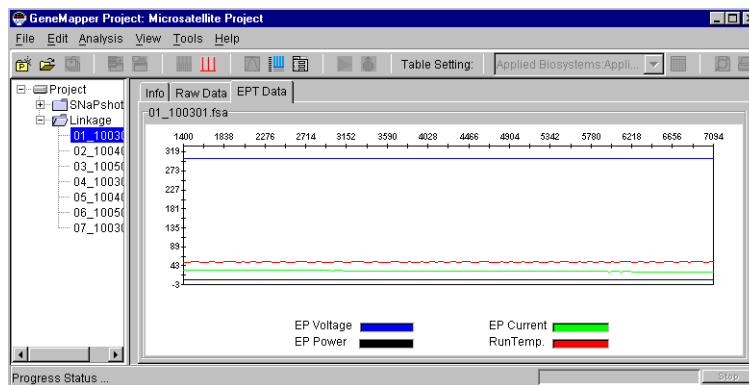 GeneMapper Project: Microsatellite Project
File Edit Analysis View Tools Help
Table Setting: Applied Biosystems:Appli...
Project
SNaPshot
Linkage
01_10030
02_10040
03_10050
04_10030
05_10040
06_10050
07_10030
Info Raw Data EPT Data
01_100301.fsa
1400 1838 2276 2714 3152 3590 4028 4466 4904 5342 5780 6218 6656 7094
319
273
227
181
135
89
43
-3
EP Voltage EP Current
EP Power RunTemp.
Progress Status ... Stop